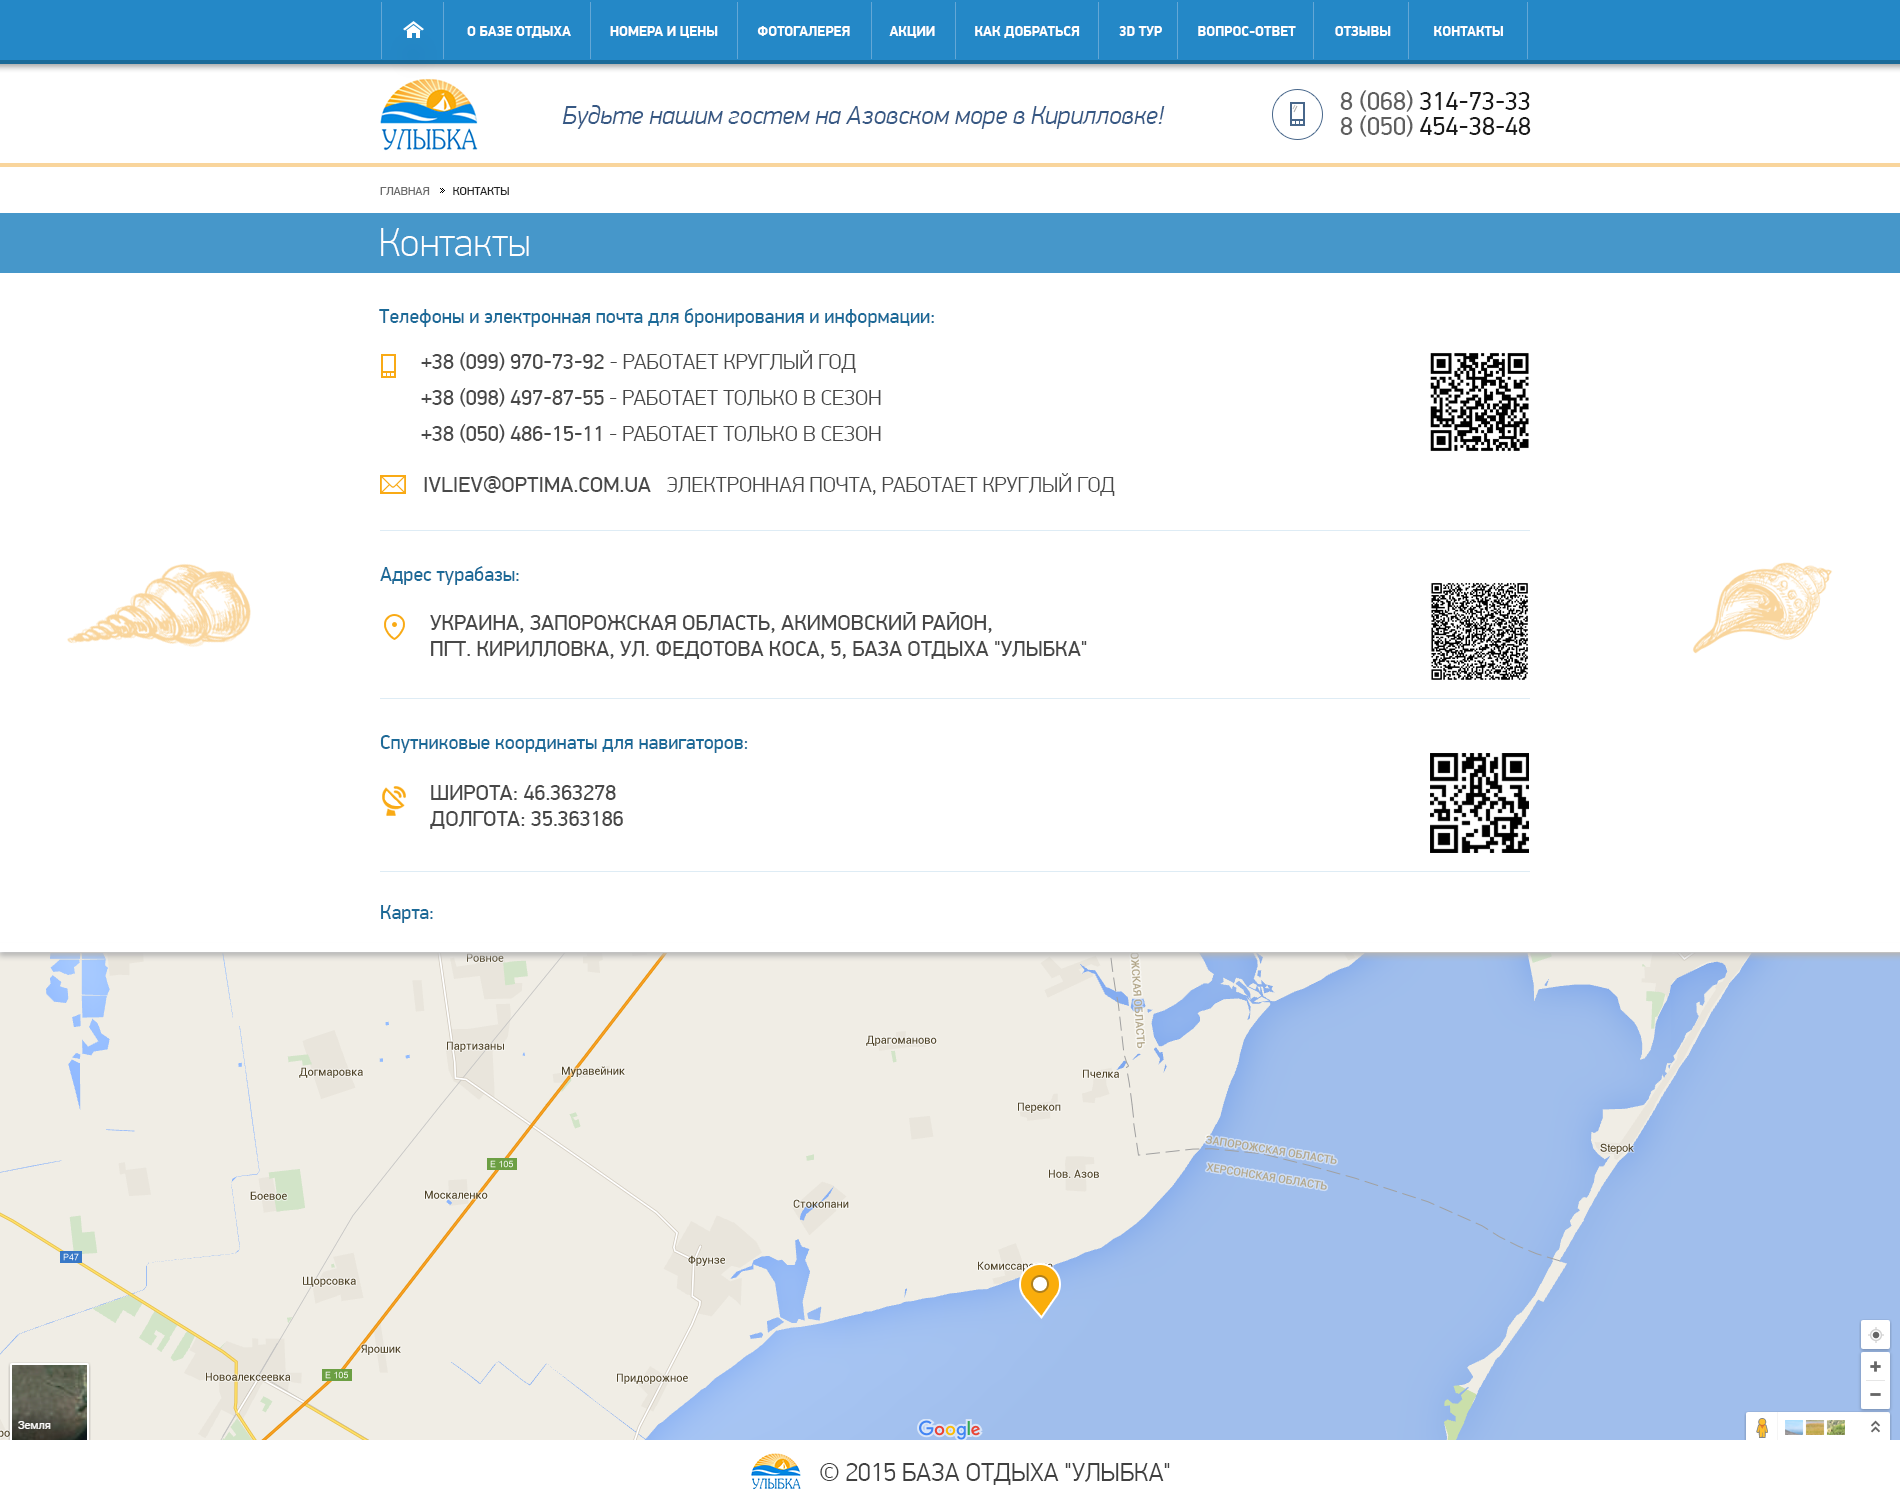 О БАЗЕ ОТДЫХА
НОМЕРА И ЦЕНЫ
ФОТОГАЛЕРЕЯ
АКЦИИ
КАК ДОБРАТЬСЯ
3D ТУР
ВОПРОС-ОТВЕТ
ОТЗЫВЫ
КОНТАКТЫ
УЛЫБКА
Будьте нашим гостем на Азовском море в Кирилловке!
8 (068) 314-73-33
8 (050) 454-38-48
ГЛАВНАЯ » КОНТАКТЫ
Контакты
Телефоны и электронная почта для бронирования и информации:
+38 (099) 970-73-92 - РАБОТАЕТ КРУГЛЫЙ ГОД
+38 (098) 497-87-55 - РАБОТАЕТ ТОЛЬКО В СЕЗОН
+38 (050) 486-15-11 - РАБОТАЕТ ТОЛЬКО В СЕЗОН
IVLIEV@OPTIMA.COM.UA ЭЛЕКТРОННАЯ ПОЧТА, РАБОТАЕТ КРУГЛЫЙ ГОД
Адрес турабазы:
УКРАИНА, ЗАПОРОЖСКАЯ ОБЛАСТЬ, АКИМОВСКИЙ РАЙОН,
ПГТ. КИРИЛЛОВКА, УЛ. ФЕДОТОВА КОСА, 5, БАЗА ОТДЫХА "УЛЫБКА"
Спутниковые координаты для навигаторов:
ШИРОТА: 46.363278
ДОЛГОТА: 35.363186
Карта:
Ровное
ОЖСКАЯ ОБЛАСТЬ
Драгоманово
Партизаны
Догмаровка
Муравейник
Пчелка
Перекоп
ЗАПОРОЖСКАЯ ОБЛАСТЬ
ХЕРСОНСКАЯ ОБЛАСТЬ
Stepok
E 105
Нов. Азов
Боевое
Москаленко
Стокопани
P47
Фрунзе
Комиссаровка
Щорсовка
Ярошик
E 105
Новоалексеевка
Придорожное
Земля
Google
УЛЫБКА
© 2015 БАЗА ОТДЫХА "УЛЫБКА"